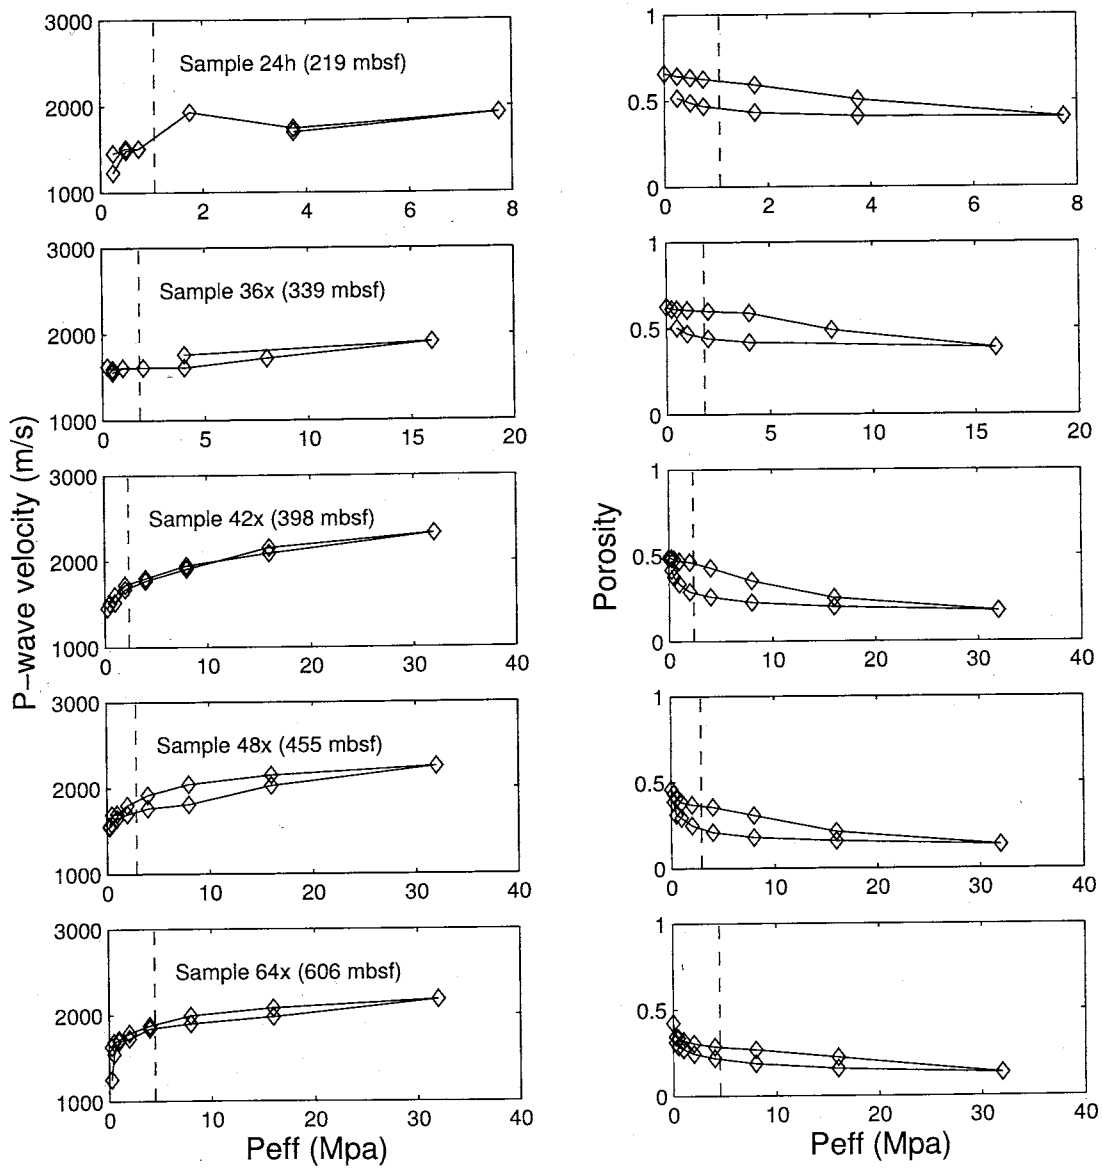 3000
2000
1000
Sample 24h (219 mbsf)
0 2 4 6 8
1
0.5
0
0 2 4 6 8
3000
2000
1000
Sample 36x (339 mbsf)
0 5 10 15 20
1
0.5
0
0 5 10 15 20
3000
2000
1000
Sample 42x (398 mbsf)
0 10 20 30 40
1
0.5
0
0 10 20 30 40
P-wave velocity (m/s)
Porosity
3000
2000
1000
Sample 48x (455 mbsf)
0 10 20 30 40
1
0.5
0
0 10 20 30 40
3000
2000
1000
Sample 64x (606 mbsf)
0 10 20 30 40
1
0.5
0
0 10 20 30 40
Peff (Mpa)
Peff (Mpa)